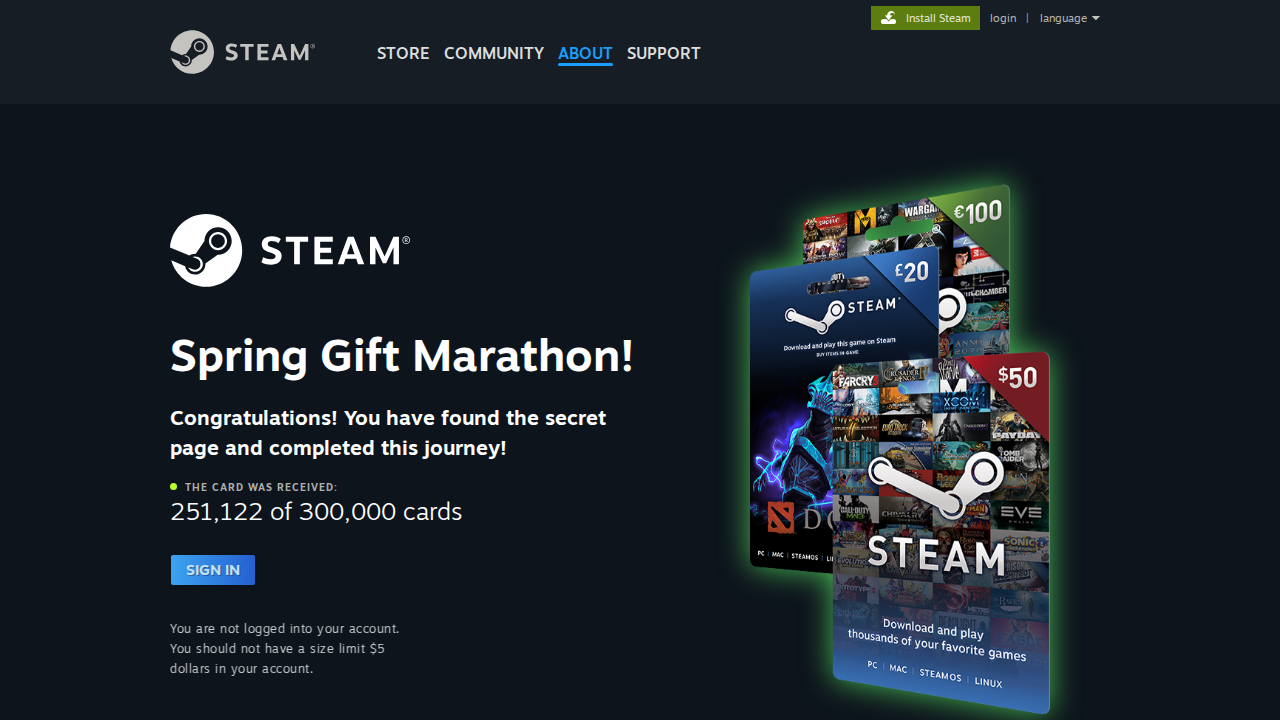 Install Steam
login | language
STEAM®
STORE COMMUNITY ABOUT SUPPORT
STEAM®
Spring Gift Marathon!
Congratulations! You have found the secret
page and completed this journey!
THE CARD WAS RECEIVED:
251,122 of 300,000 cards
SIGN IN
You are not logged into your account.
You should not have a size limit $5
dollars in your account.
€100
£20
STEAM
Download and play this game on Steam
BUY ITEMS IN-GAME
PC | MAC | STEAMOS
$50
FARCRY
CRUSADER KINGS
XCOM
PAYDAY
TOMB RAIDER
EVE
ONLINE
SONIC
STEAM
Download and play
thousands of your favorite games
PC | MAC | STEAMOS | LINUX